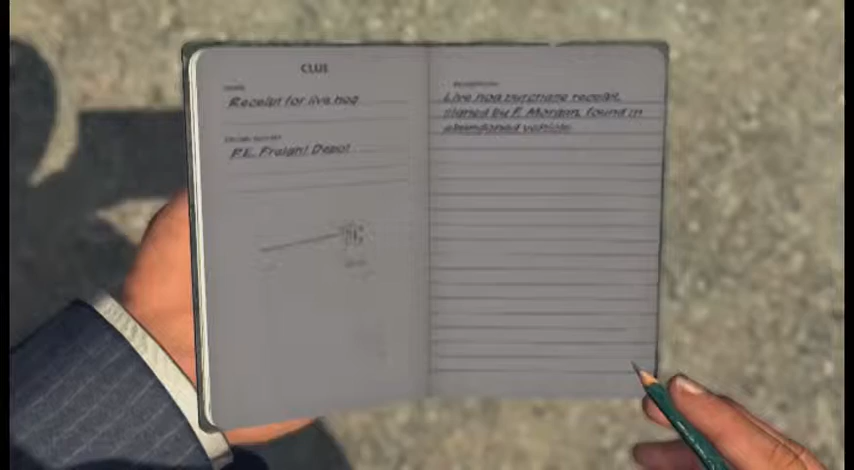 CLUE
Receipt for live hog
P.E. Freight Depot
Live hog purchase receipt,
signed by F. Morgan, found in
abandoned vehicle